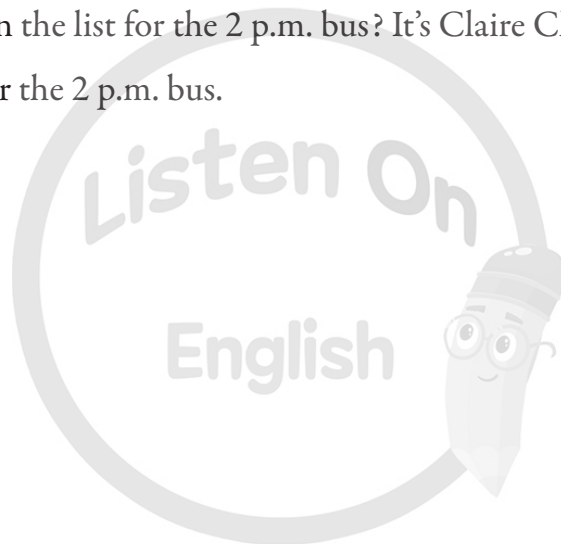 the list for the 2 p.m. bus? It’s Claire
the 2 p.m. bus.
Listen On
English